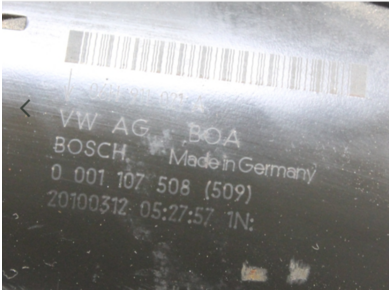 VW AG BOA
BOSCH Made in Germany
0 001 107 508 (509)
20100312 05:27:57 1N: